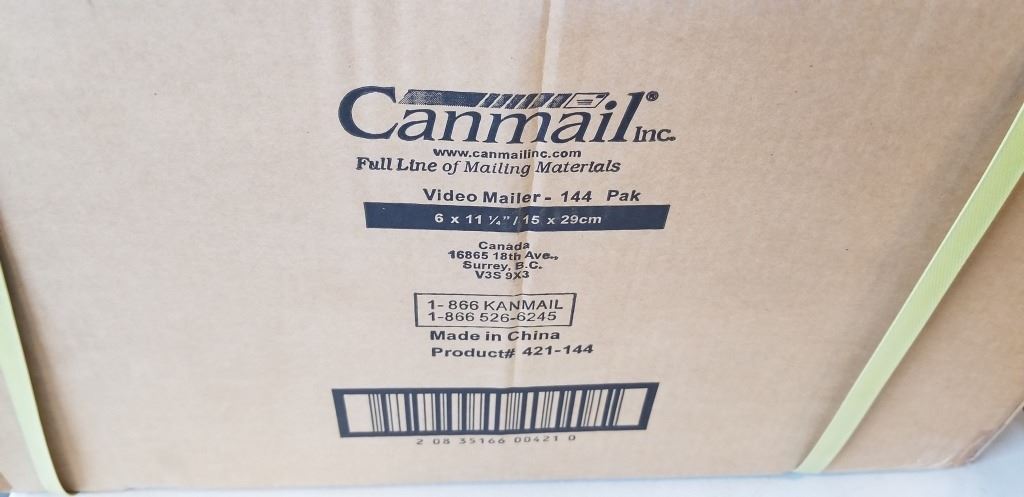 Canmail® Inc.
www.canmailinc.com
Full Line of Mailing Materials
Video Mailer - 144 Pak
6 x 11 ¼" / 15 x 29cm
Canada
16865 18th Ave.,
Surrey, B.C.
V3S 9X3
1-866 KANMAIL
1-866 526-6245
Made in China
Product# 421-144
2 08 35166 00421 0